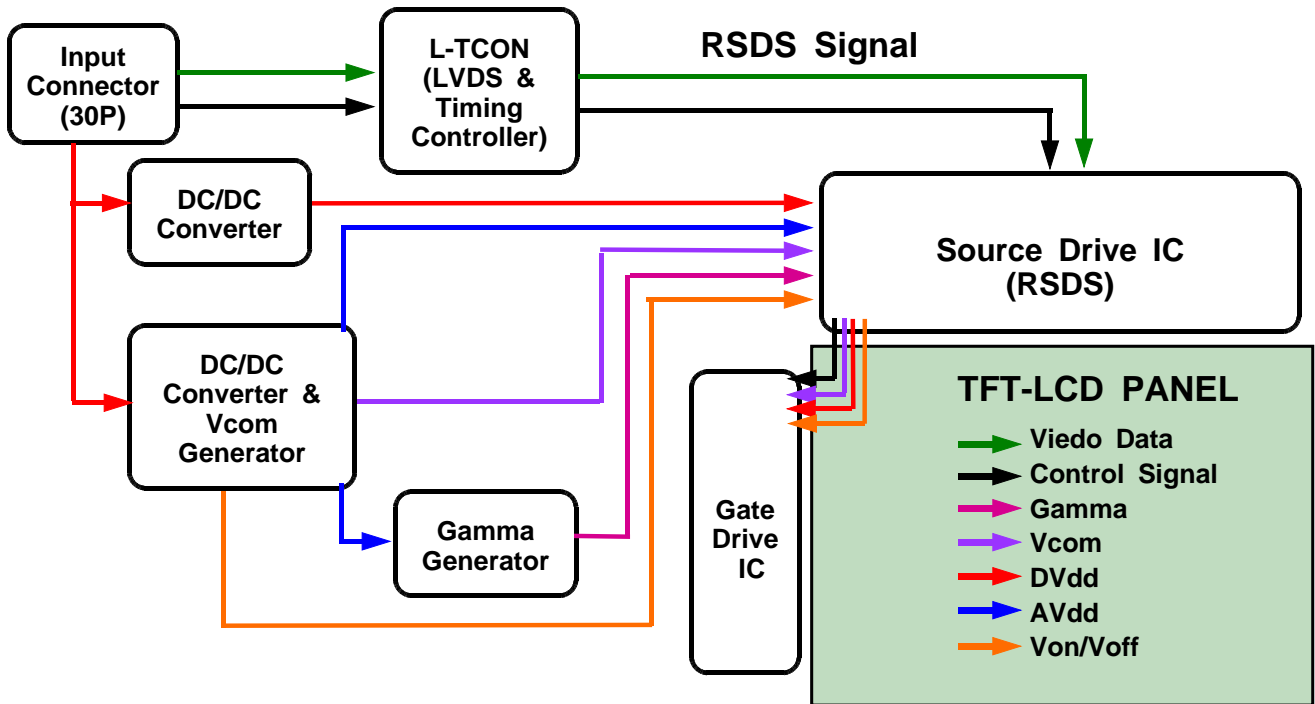 Input
Connector
(30P)
L-TCON
(LVDS &
Timing
Controller)
RSDS Signal
DC/DC
Converter
Source Drive IC
(RSDS)
DC/DC
Converter &
Vcom
Generator
Gamma
Generator
Gate
Drive
IC
TFT-LCD PANEL
Viedo Data
Control Signal
Gamma
Vcom
DVdd
AVdd
Von/Voff